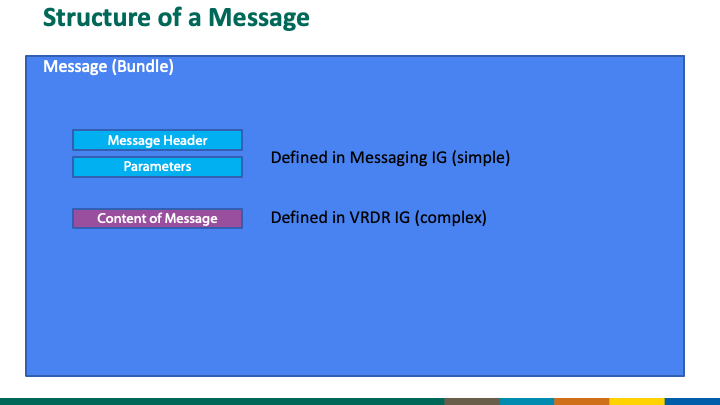 Structure of a Message
Message (Bundle)
Message Header
Parameters
Defined in Messaging IG (simple)
Content of Message
Defined in VRDR IG (complex)